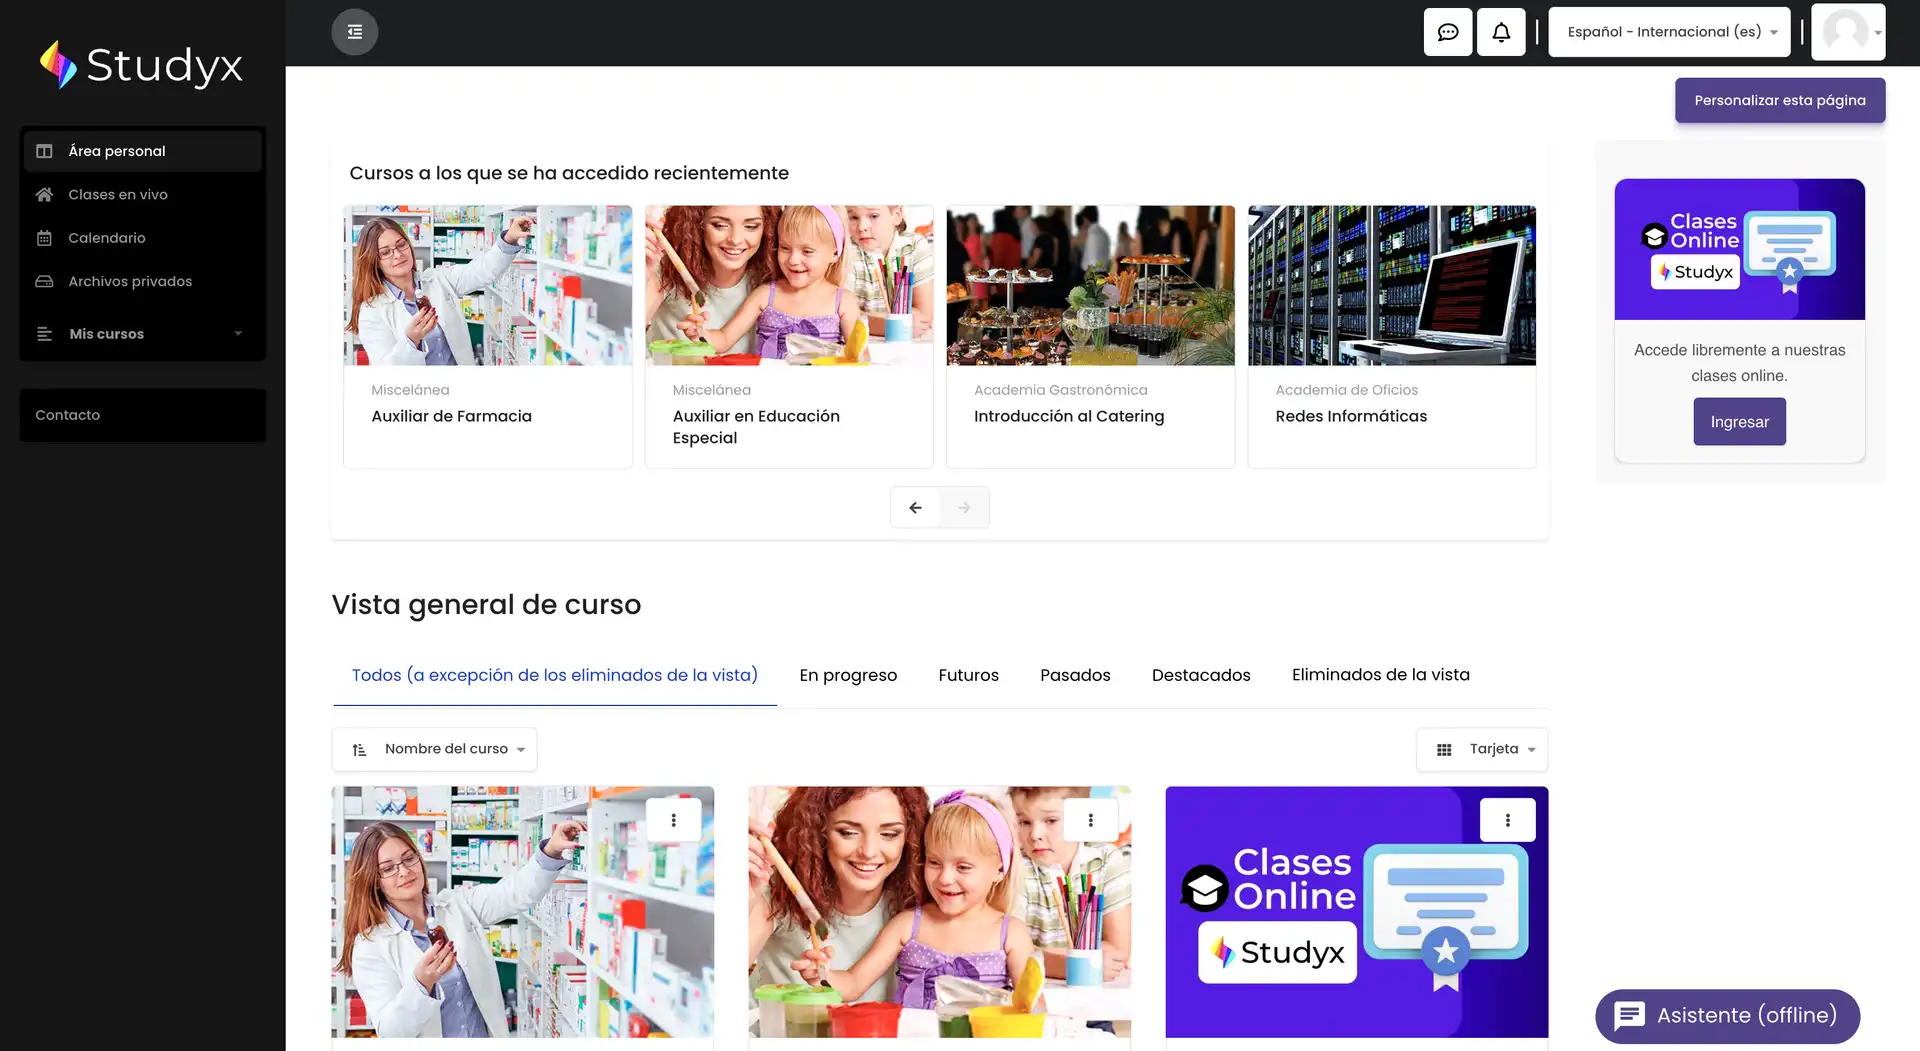 Studyx
Español - Internacional (es)
Personalizar esta página
Área personal
Clases en vivo
Calendario
Archivos privados
Mis cursos
Contacto
Cursos a los que se ha accedido recientemente
Miscelánea
Auxiliar de Farmacia
Miscelánea
Auxiliar en Educación
Especial
Academia Gastronómica
Introducción al Catering
Academia de Oficios
Redes Informáticas
Clases
Online
Studyx
Accede libremente a nuestras
clases online.
Ingresar
Vista general de curso
Todos (a excepción de los eliminados de la vista)
En progreso
Futuros
Pasados
Destacados
Eliminados de la vista
Nombre del curso
Tarjeta
Clases
Online
Studyx
Asistente (offline)